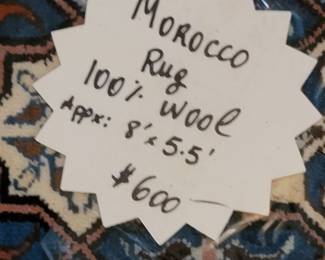 MOROCCO
Rug
100% wool
Appx: 8' x 5.5'
$600